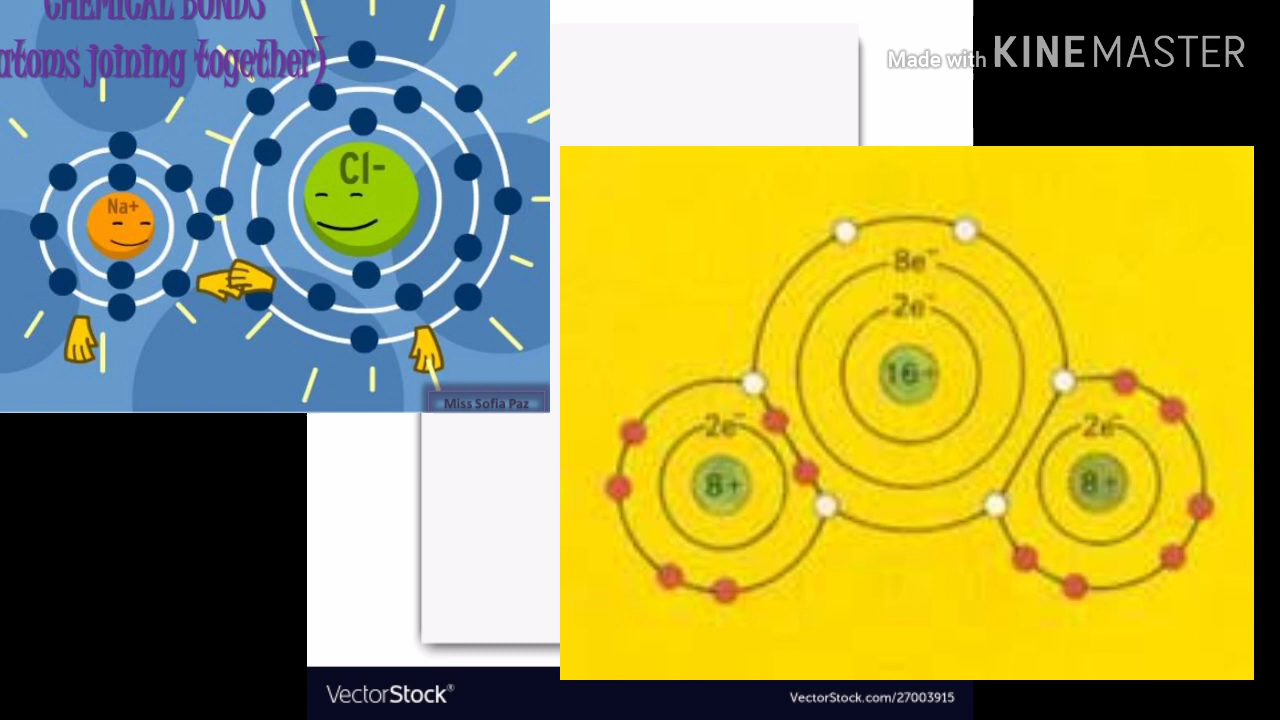 CHEMICAL BONDS
atoms joining together)
Made with KINEMASTER
Cl-
Na+
8e-
2e-
16+
2e-
8+
2e-
8+
Miss Sofia Paz
VectorStock®
VectorStock.com/27003915